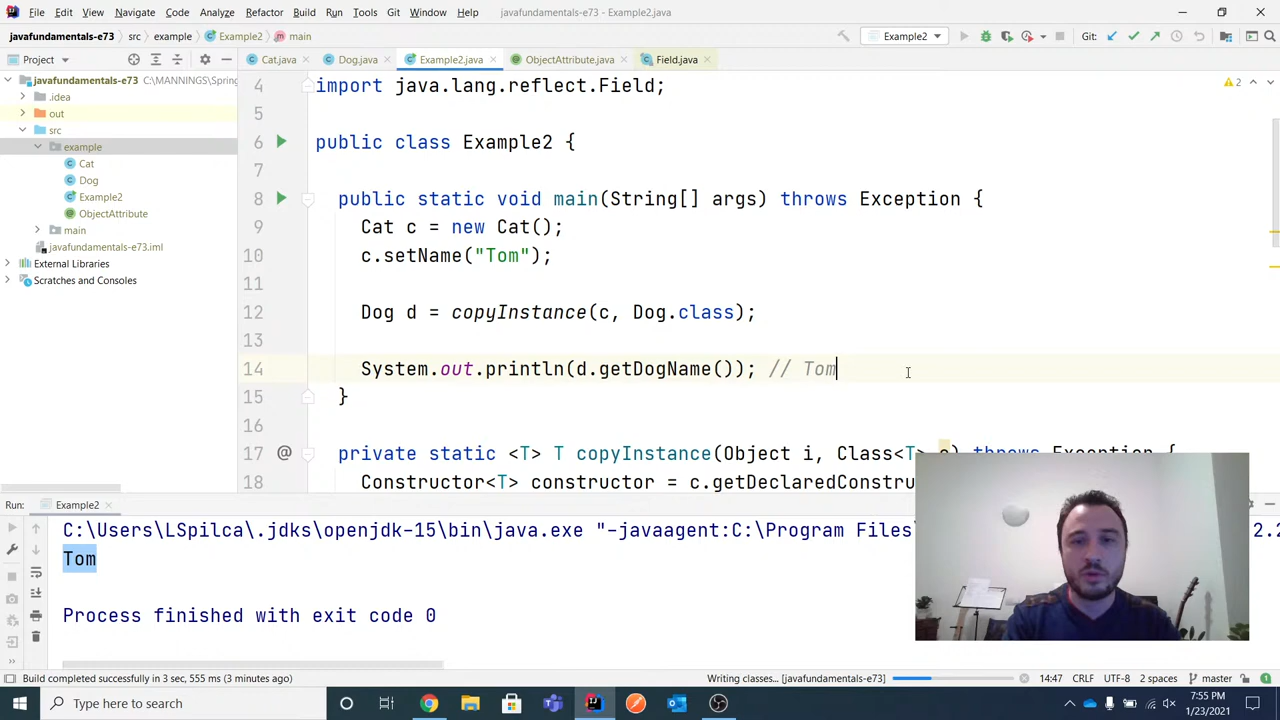 File Edit View Navigate Code Analyze Refactor Build Run Tools Git Window Help javafundamentals-e73 - Example2.java
javafundamentals-e73 src example Example2 main Example2 Git:
Project Cat.java Dog.java Example2.java ObjectAttribute.java Field.java
javafundamentals-e73 C:\MANNINGS\Spring
.idea
out
src
example
Cat
Dog
Example2
ObjectAttribute
main
javafundamentals-e73.iml
External Libraries
Scratches and Consoles
2
4 import java.lang.reflect.Field;
5
6 public class Example2 {
7
8 public static void main(String[] args) throws Exception {
9 Cat c = new Cat();
10 c.setName("Tom");
11
12 Dog d = copyInstance(c, Dog.class);
13
14 System.out.println(d.getDogName()); // Tom
15 }
16
17 @ private static <T> T copyInstance(Object i, Class<T> c) throws Exception {
18 Constructor<T> constructor = c.getDeclaredConstru
Run: Example2
C:\Users\LSpilca\.jdks\openjdk-15\bin\java.exe "-javaagent:C:\Program Files 2.2
Tom
Process finished with exit code 0
Build completed successfully in 3 sec, 555 ms (3 minutes ago) Writing classes... [javafundamentals-e73] 14:47 CRLF UTF-8 2 spaces master
Type here to search
7:55 PM
1/23/2021